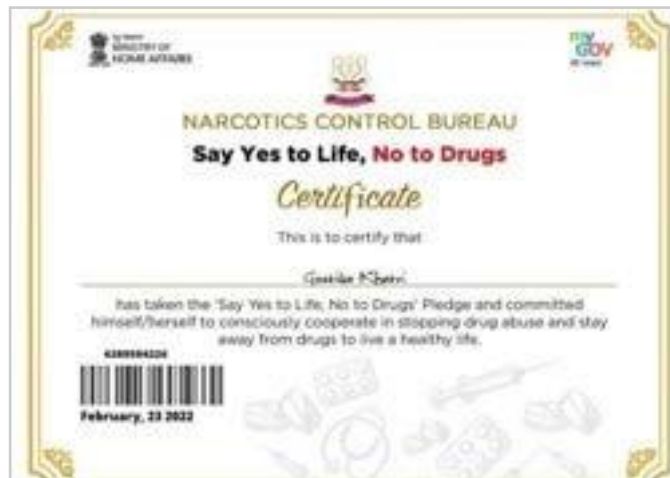 MINISTRY OF
HOME AFFAIRS
my
GOV
NARCOTICS CONTROL BUREAU
Say Yes to Life, No to Drugs
Certificate
This is to certify that
has taken the 'Say Yes to Life, No to Drugs' Pledge and committed
himself/herself to consciously cooperate in stopping drug abuse and stay
away from drugs to live a healthy life.
February, 23 2022